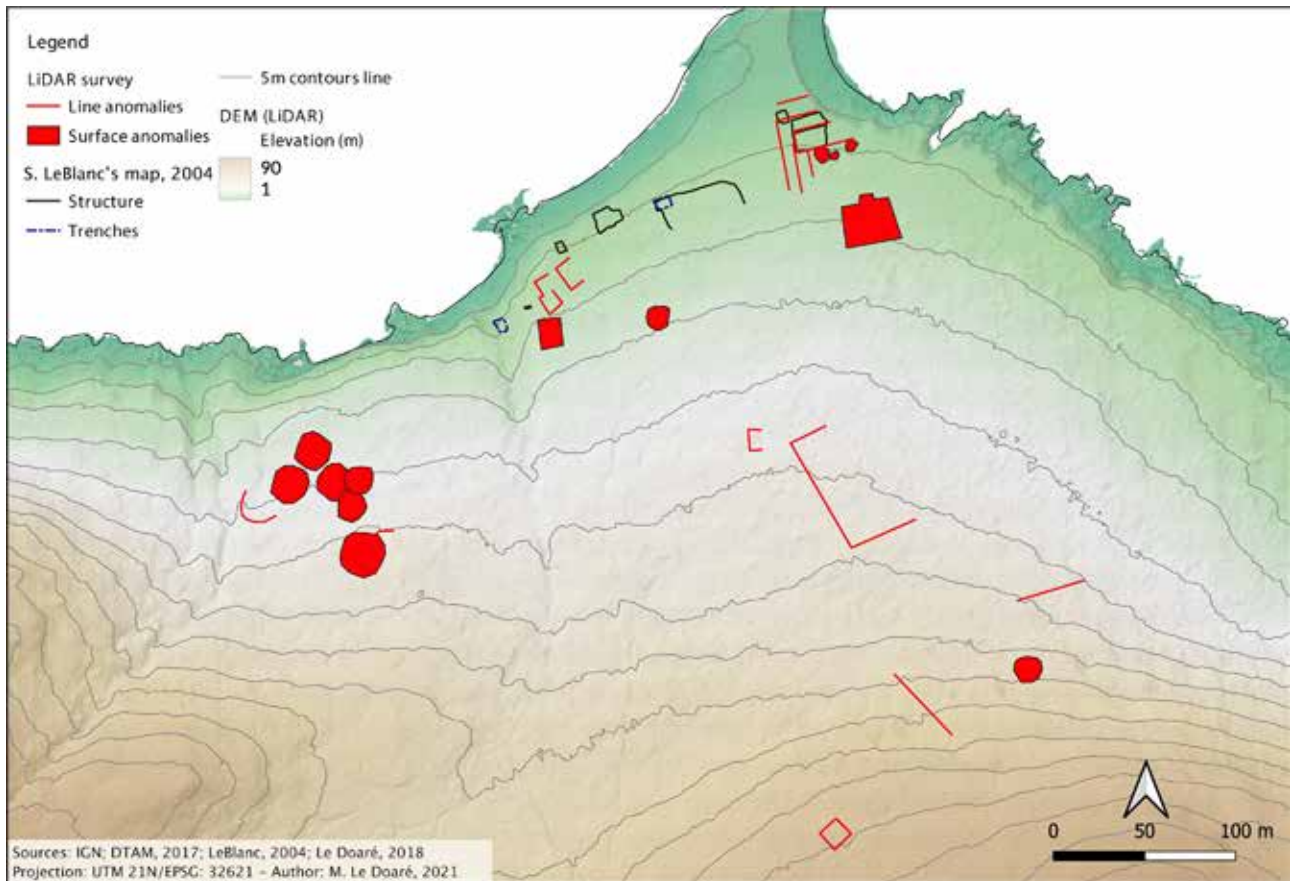 Legend
LiDAR survey
Line anomalies
Surface anomalies
S. LeBlanc's map, 2004
Structure
Trenches
5m contours line
DEM (LiDAR)
Elevation (m)
90
1
0 50 100 m
Sources: IGN; DTAM, 2017; LeBlanc, 2004; Le Doaré, 2018
Projection: UTM 21N/EPSG: 32621 - Author: M. Le Doaré, 2021